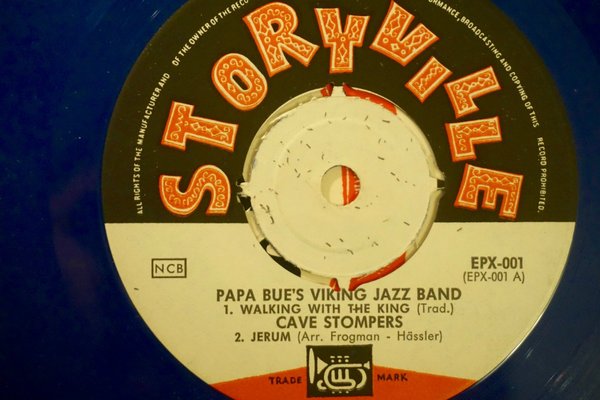 ALL RIGHTS OF THE MANUFACTURER AND OF THE OWNER OF THE
BROADCASTING AND COPYING OF THIS RECORD PROHIBITED.
STORYVILLE
NCB
EPX-001
(EPX-001 A)
PAPA BUE'S VIKING JAZZ BAND
1. WALKING WITH THE KING (Trad.)
CAVE STOMPERS
2. JERUM (Arr. Frogman - Hässler)
TRADE MARK